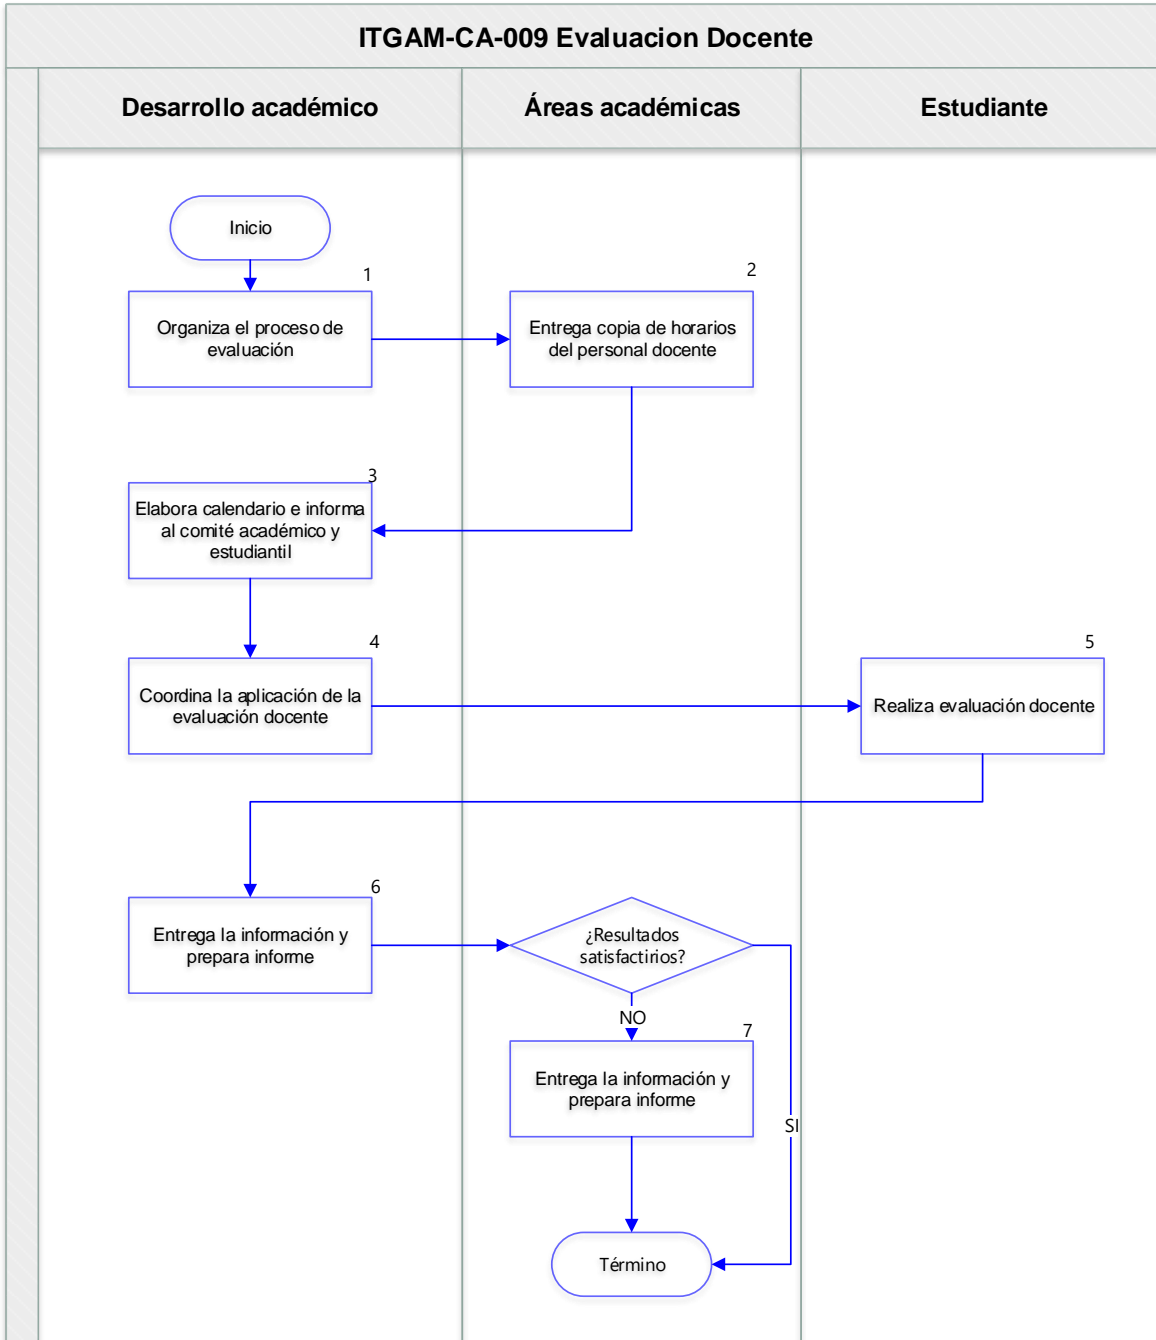 ITGAM-CA-009 Evaluacion Docente
Desarrollo académico
Áreas académicas
Estudiante
Inicio
1
Organiza el proceso de
evaluación
2
Entrega copia de horarios
del personal docente
3
Elabora calendario e informa
al comité académico y
estudiantil
4
Coordina la aplicación de la
evaluación docente
5
Realiza evaluación docente
6
Entrega la información y
prepara informe
¿Resultados
satisfactirios?
NO
7
Entrega la información y
prepara informe
SI
Término